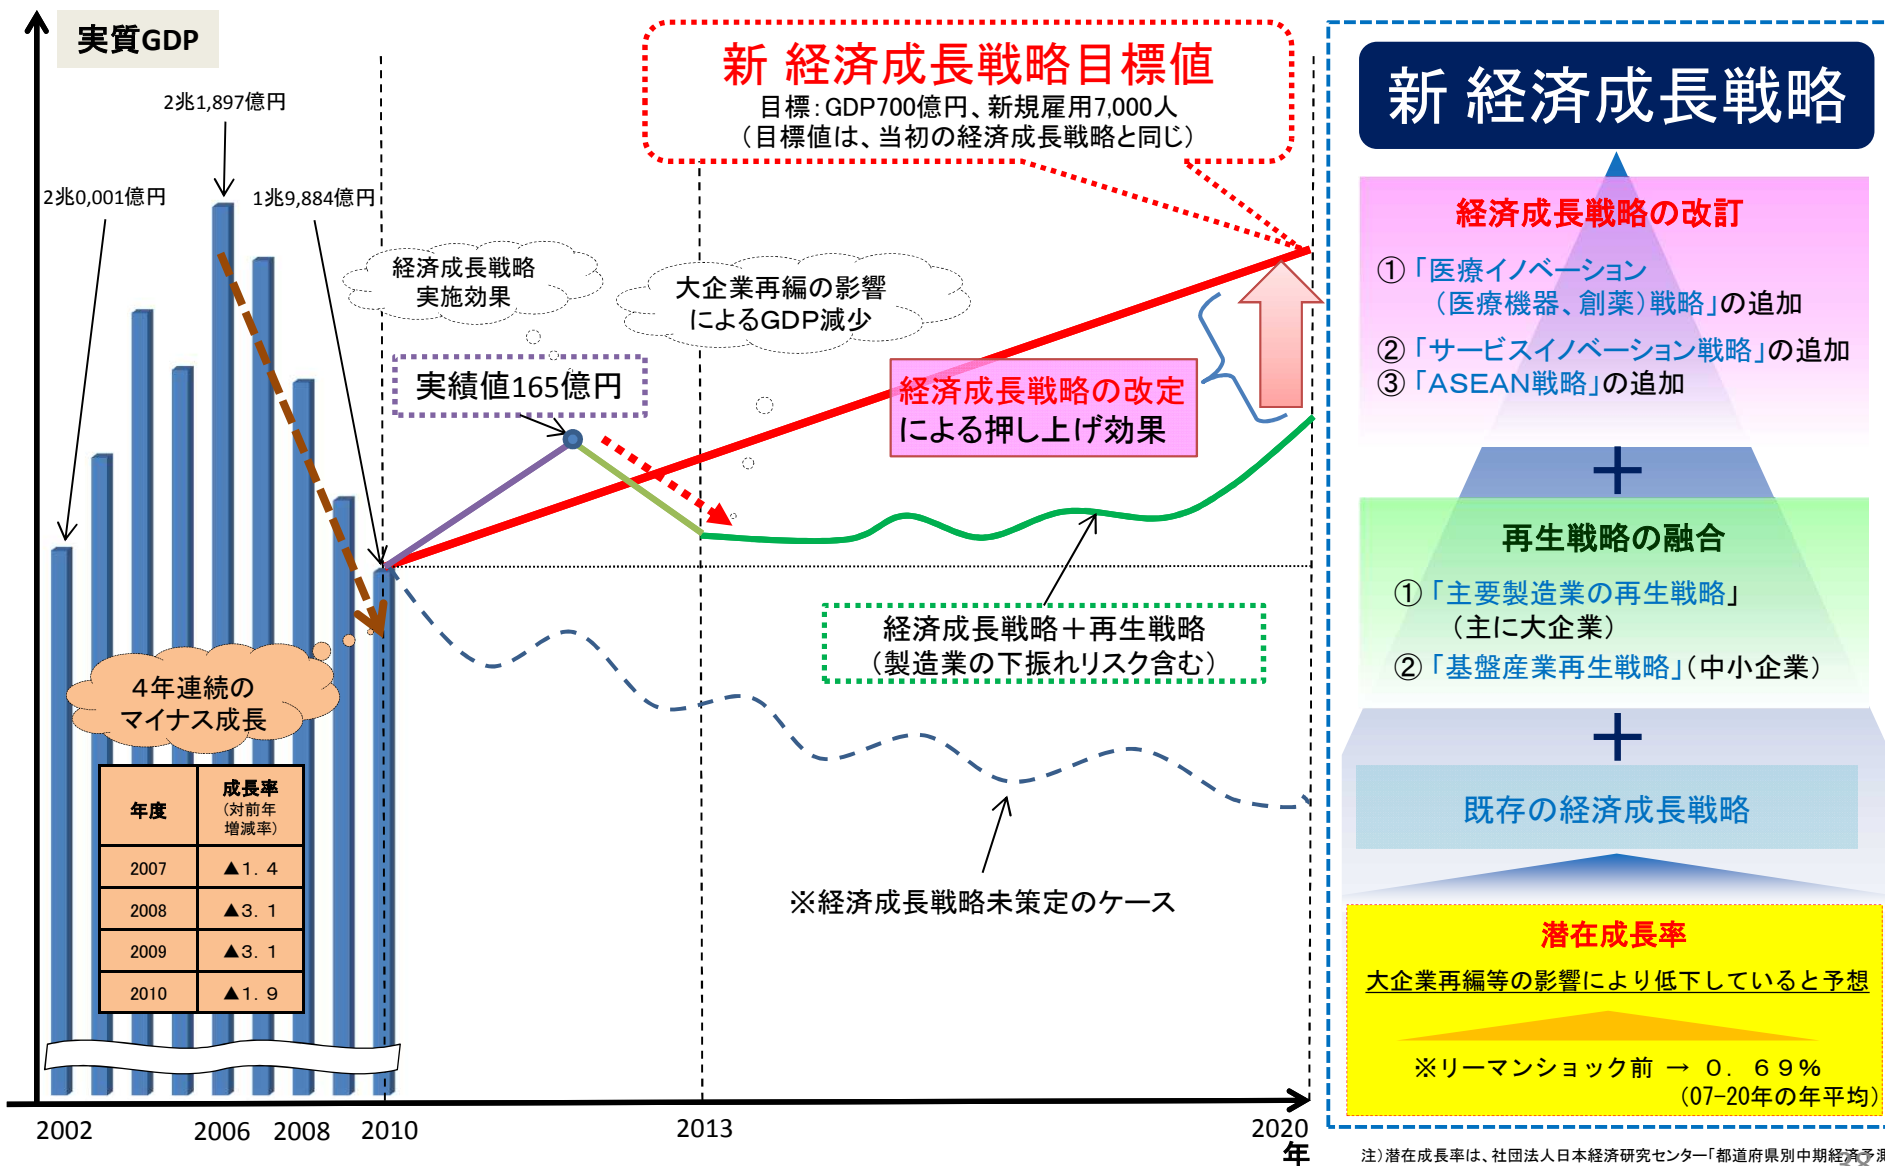 実質GDP
2兆1,897億円
2兆0,001億円
1兆9,884億円
新 経済成長戦略目標値
目標：GDP700億円、新規雇用7,000人
（目標値は、当初の経済成長戦略と同じ）
経済成長戦略
実施効果
大企業再編の影響
によるGDP減少
実績値165億円
経済成長戦略の改定
による押し上げ効果
経済成長戦略＋再生戦略
（製造業の下振れリスク含む）
※経済成長戦略未策定のケース
４年連続の
マイナス成長
年度
成長率
（対前年
増減率）
2007
▲１．４
2008
▲３．１
2009
▲３．１
2010
▲１．９
2002
2006
2008
2010
2013
2020
年
新 経済成長戦略
経済成長戦略の改訂
①「医療イノベーション
（医療機器、創薬）戦略」の追加
②「サービスイノベーション戦略」の追加
③「ASEAN戦略」の追加
＋
再生戦略の融合
①「主要製造業の再生戦略」
（主に大企業）
②「基盤産業再生戦略」（中小企業）
＋
既存の経済成長戦略
潜在成長率
大企業再編等の影響により低下していると予想
※リーマンショック前 → ０．６９％
（07-20年の年平均）
注）潜在成長率は、社団法人日本経済研究センター「都道府県別中期経済予測